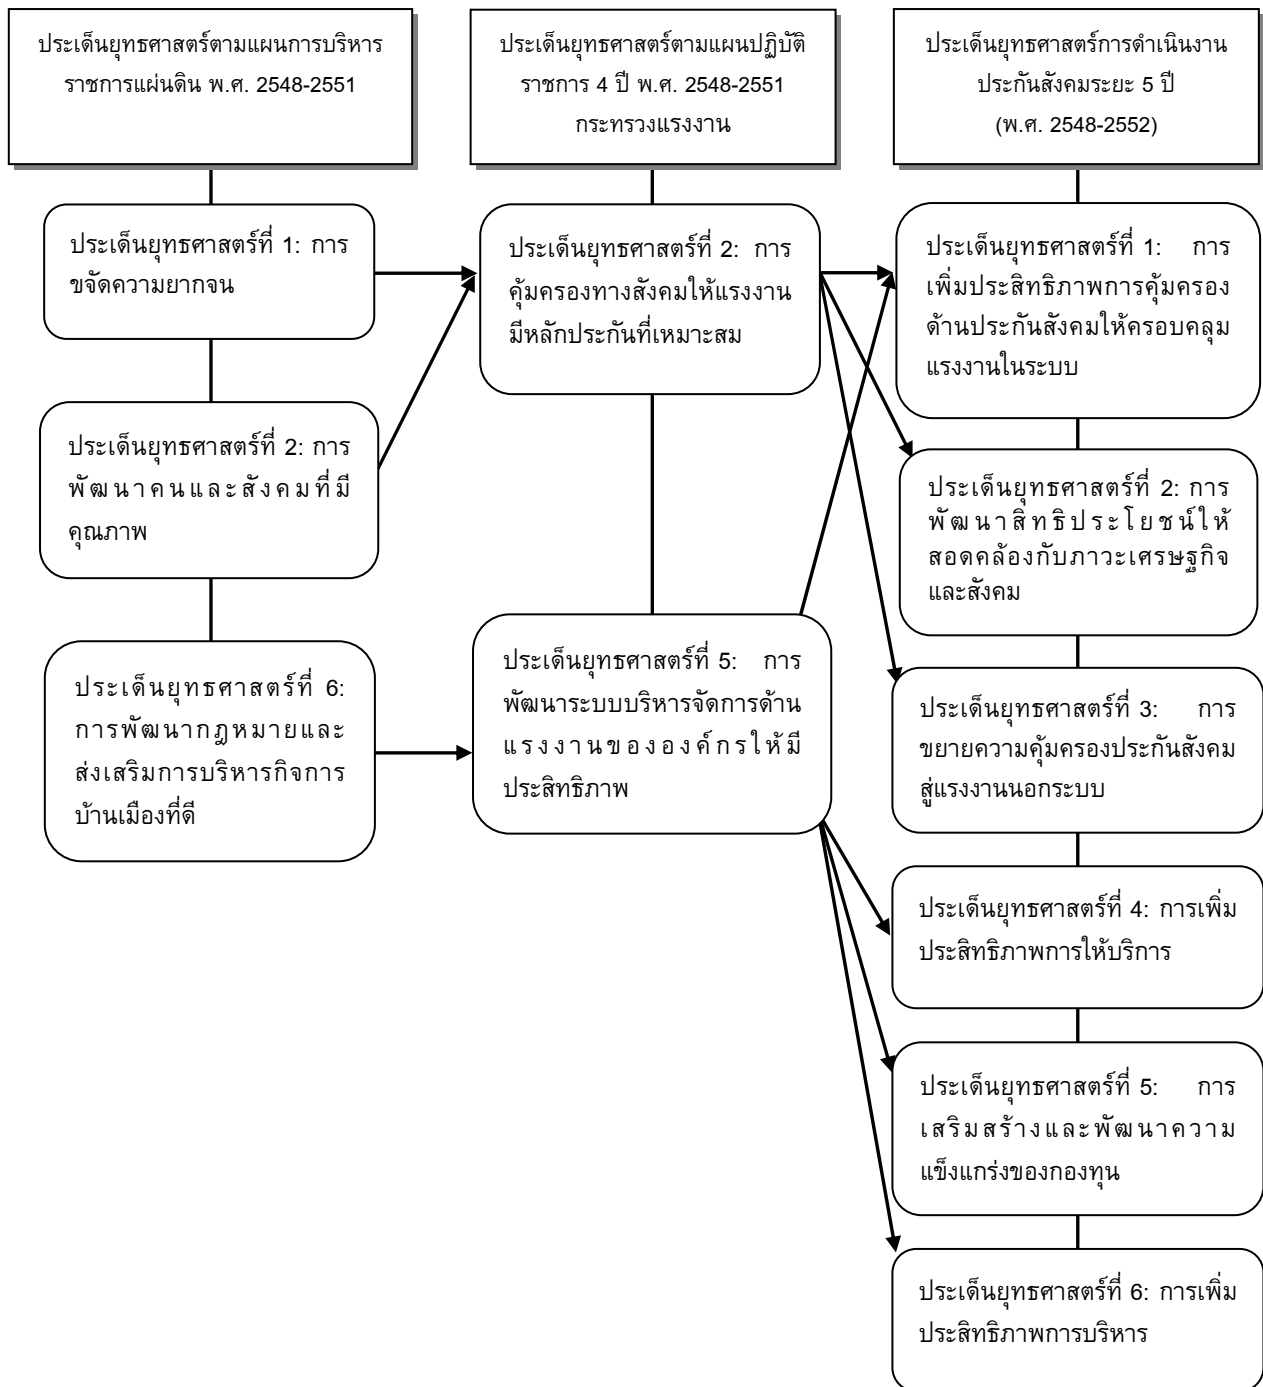 ประเด็นยุทธศาสตร์ตามแผนการบริหาร
ราชการแผ่นดิน พ.ศ. 2548-2551
ประเด็นยุทธศาสตร์ที่ 1: การ
ขจัดความยากจน
ประเด็นยุทธศาสตร์ที่ 2: การ
พัฒนาคนและสังคมที่มี
คุณภาพ
ประเด็นยุทธศาสตร์ที่ 6:
การพัฒนากฎหมายและ
ส่งเสริมการบริหารกิจการ
บ้านเมืองที่ดี
ประเด็นยุทธศาสตร์ตามแผนปฏิบัติ
ราชการ 4 ปี พ.ศ. 2548-2551
กระทรวงแรงงาน
ประเด็นยุทธศาสตร์ที่ 2: การ
คุ้มครองทางสังคมให้แรงงาน
มีหลักประกันที่เหมาะสม
ประเด็นยุทธศาสตร์ที่ 5: การ
พัฒนาระบบบริหารจัดการด้าน
แรงงานขององค์กรให้มี
ประสิทธิภาพ
ประเด็นยุทธศาสตร์การดำเนินงาน
ประกันสังคมระยะ 5 ปี
(พ.ศ. 2548-2552)
ประเด็นยุทธศาสตร์ที่ 1: การ
เพิ่มประสิทธิภาพการคุ้มครอง
ด้านประกันสังคมให้ครอบคลุม
แรงงานในระบบ
ประเด็นยุทธศาสตร์ที่ 2: การ
พัฒนาสิทธิประโยชน์ให้
สอดคล้องกับภาวะเศรษฐกิจ
และสังคม
ประเด็นยุทธศาสตร์ที่ 3: การ
ขยายความคุ้มครองประกันสังคม
สู่แรงงานนอกระบบ
ประเด็นยุทธศาสตร์ที่ 4: การเพิ่ม
ประสิทธิภาพการให้บริการ
ประเด็นยุทธศาสตร์ที่ 5: การ
เสริมสร้างและพัฒนาความ
แข็งแกร่งของกองทุน
ประเด็นยุทธศาสตร์ที่ 6: การเพิ่ม
ประสิทธิภาพการบริหาร